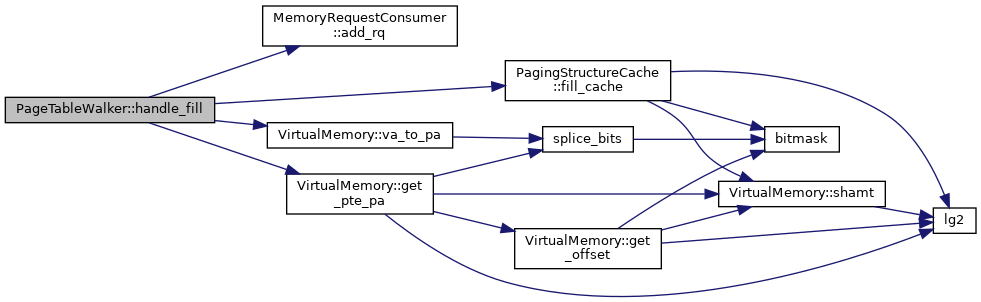 MemoryRequestConsumer
::add_rq
PageTableWalker::handle_fill
PagingStructureCache
::fill_cache
VirtualMemory::va_to_pa
splice_bits
bitmask
VirtualMemory::get
_pte_pa
VirtualMemory::shamt
lg2
VirtualMemory::get
_offset